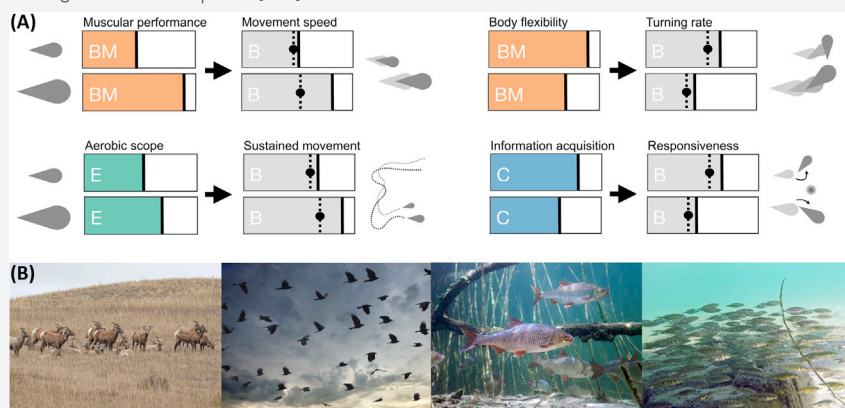 (A)
Muscular performance
Movement speed
Body flexibility
Turning rate
BM
B
BM
B
BM
B
BM
B
Aerobic scope
Sustained movement
Information acquisition
Responsiveness
E
B
C
B
E
B
C
B
(B)